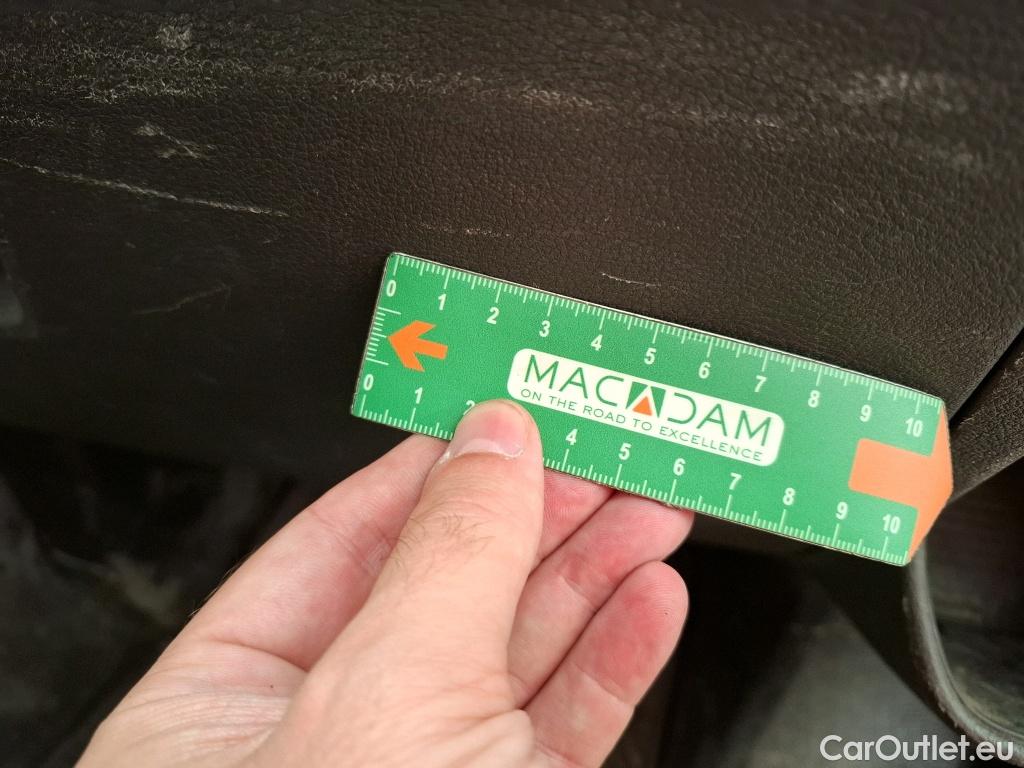 0 1 2 3 4 5 6 7 8 9 10
MACADAM
ON THE ROAD TO EXCELLENCE
0 1 2 4 5 6 7 8 9 10
CarOutlet.eu